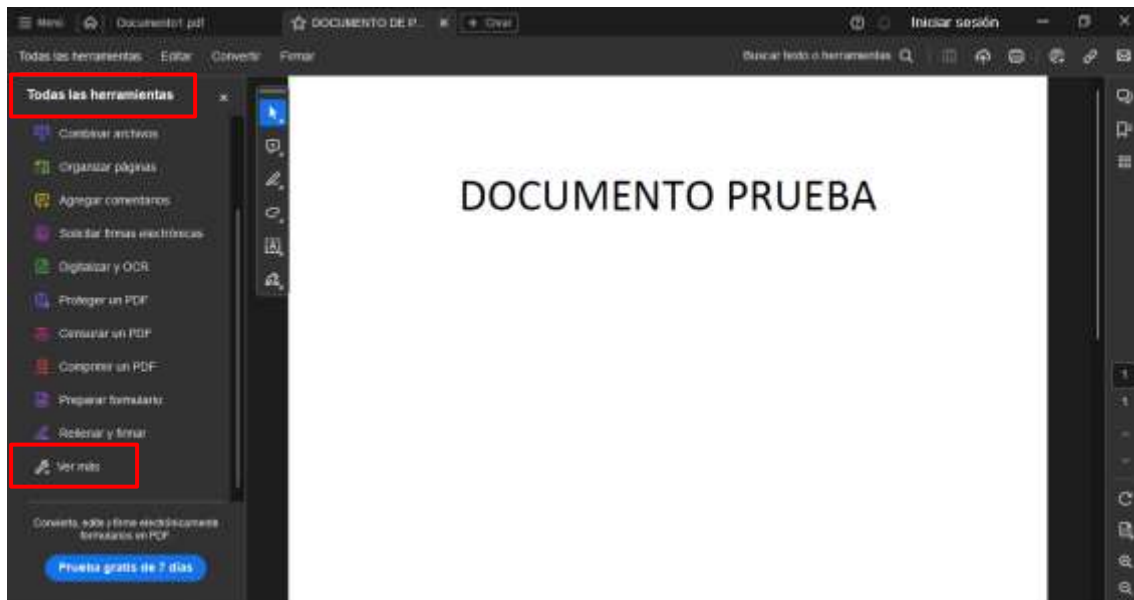 Menú
Documento1.pdf
DOCUMENTO DE P...
+ Crear
Iniciar sesión
Todas las herramientas Editar Convertir Firmar
Buscar texto o herramientas
Todas las herramientas
Combinar archivos
Organizar páginas
Agregar comentarios
Solicitar firmas electrónicas
Digitalizar y OCR
Proteger un PDF
Censurar un PDF
Comprimir un PDF
Preparar formulario
Rellenar y firmar
Ver más
Convierta, edite y firme electrónicamente
formularios en PDF
Prueba gratis de 7 días
DOCUMENTO PRUEBA
1
1